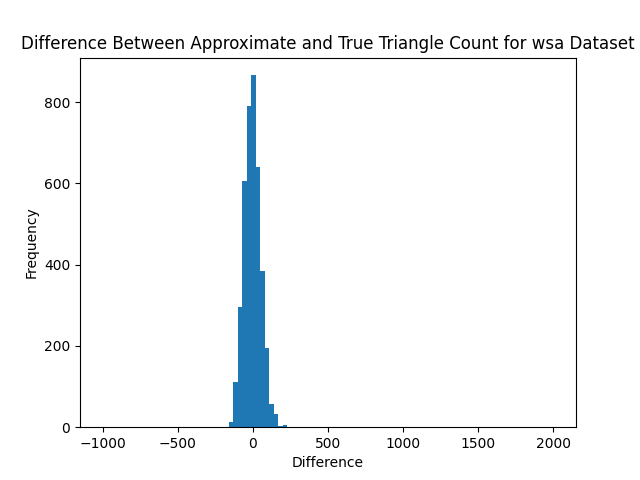 Difference Between Approximate and True Triangle Count for wsa Dataset
800
600
400
200
0
Frequency
−1000 −500 0 500 1000 1500 2000
Difference